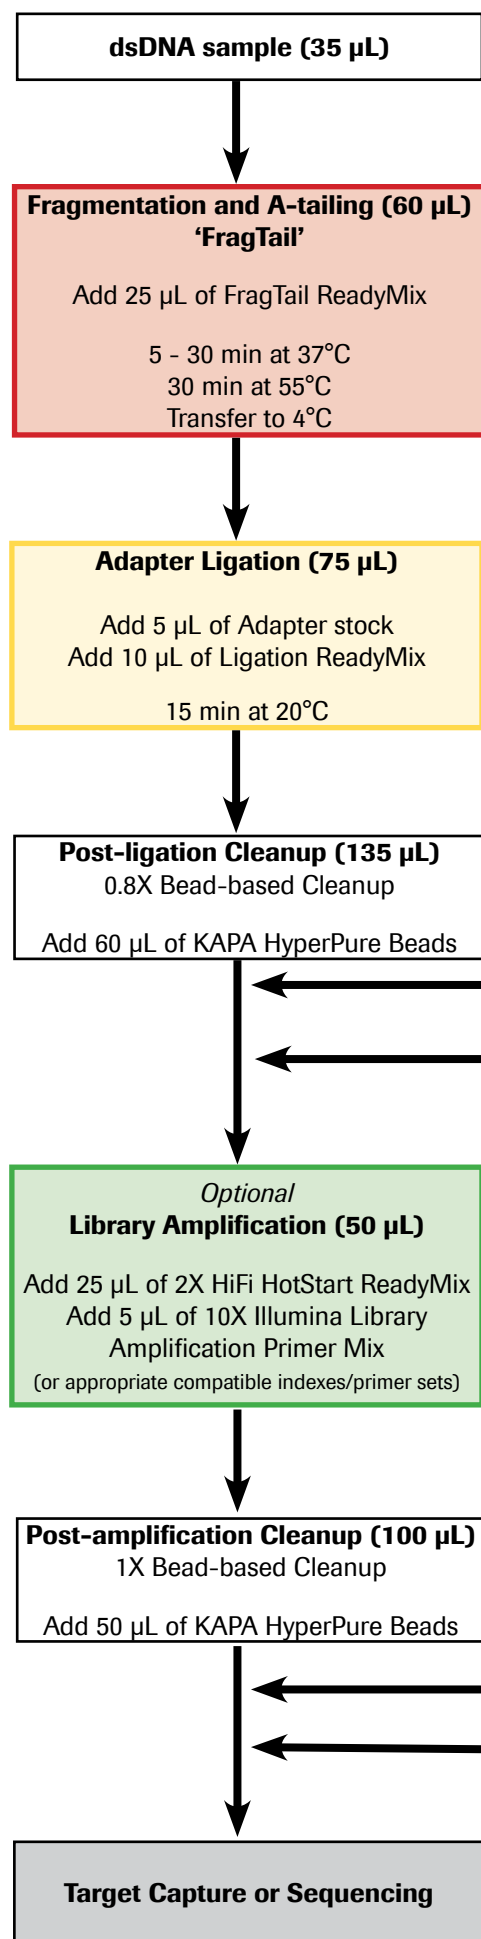 dsDNA sample (35 µL)
Fragmentation and A-tailing (60 µL)
‘FragTail’
Add 25 µL of FragTail ReadyMix
5 - 30 min at 37°C
30 min at 55°C
Transfer to 4°C
Adapter Ligation (75 µL)
Add 5 µL of Adapter stock
Add 10 µL of Ligation ReadyMix
15 min at 20°C
Post-ligation Cleanup (135 µL)
0.8X Bead-based Cleanup
Add 60 µL of KAPA HyperPure Beads
Optional
Library Amplification (50 µL)
Add 25 µL of 2X HiFi HotStart ReadyMix
Add 5 µL of 10X Illumina Library
Amplification Primer Mix
(or appropriate compatible indexes/primer sets)
Post-amplification Cleanup (100 µL)
1X Bead-based Cleanup
Add 50 µL of KAPA HyperPure Beads
Target Capture or Sequencing